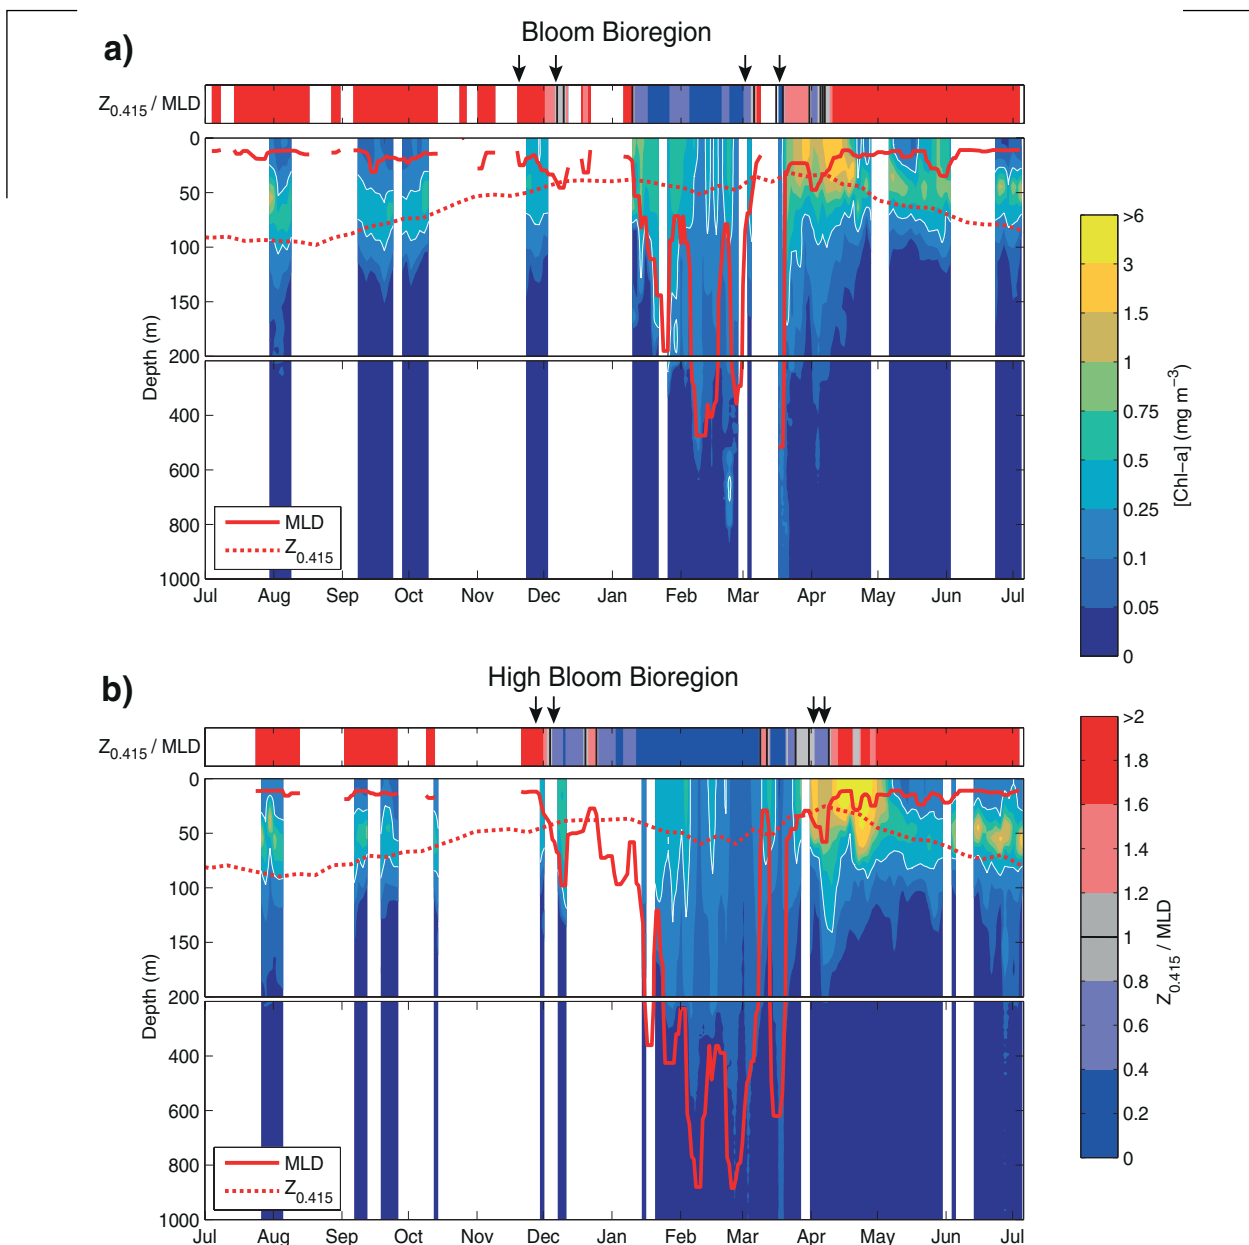 a)
Bloom Bioregion
Z0.415 / MLD
0
50
100
150
200
400
600
800
1000
Depth (m)
MLD
Z0.415
Jul Aug Sep Oct Nov Dec Jan Feb Mar Apr May Jun Jul
>6
3
1.5
1
0.75
0.5
0.25
0.1
0.05
0
[Chl–a] (mg m−3)
b)
High Bloom Bioregion
Z0.415 / MLD
0
50
100
150
200
400
600
800
1000
Depth (m)
MLD
Z0.415
Jul Aug Sep Oct Nov Dec Jan Feb Mar Apr May Jun Jul
>2
1.8
1.6
1.4
1.2
1
0.8
0.6
0.4
0.2
0
Z0.415 / MLD